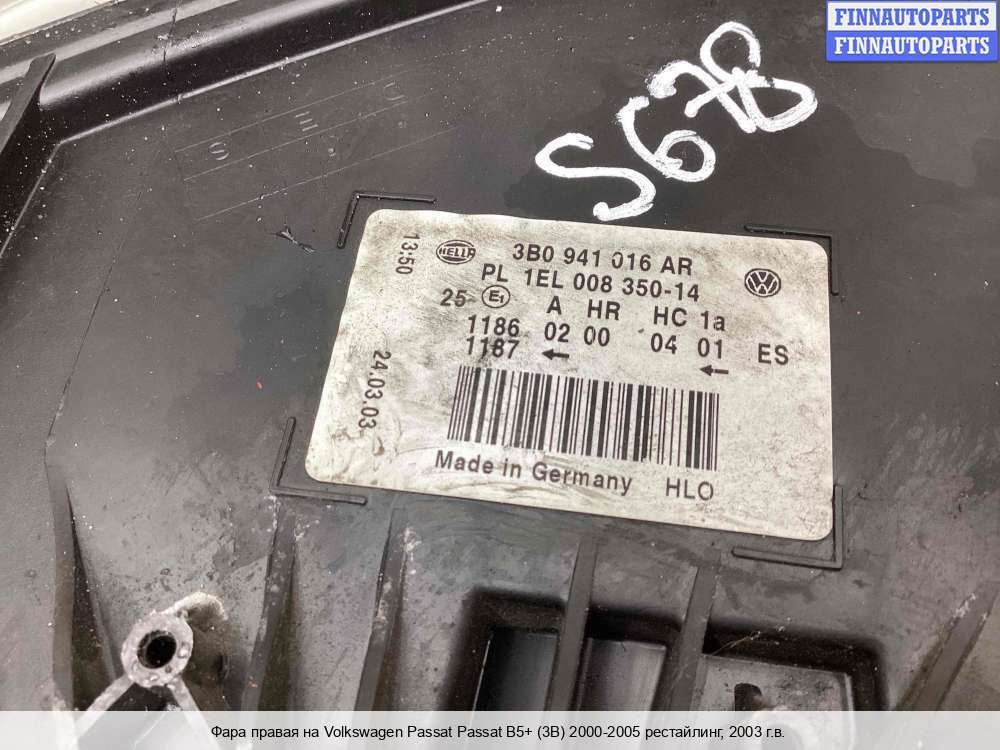 FINNAUTOPARTS
FINNAUTOPARTS
S678
13:50
HELLA
3B0 941 016 AR
PL 1EL 008 350-14
25- E1 A HR HC 1a
1186 02 00 04 01 ES
1187 ← ←
24.03.03
Made in Germany HLO
Фара правая на Volkswagen Passat Passat B5+ (3B) 2000-2005 рестайлинг, 2003 г.в.